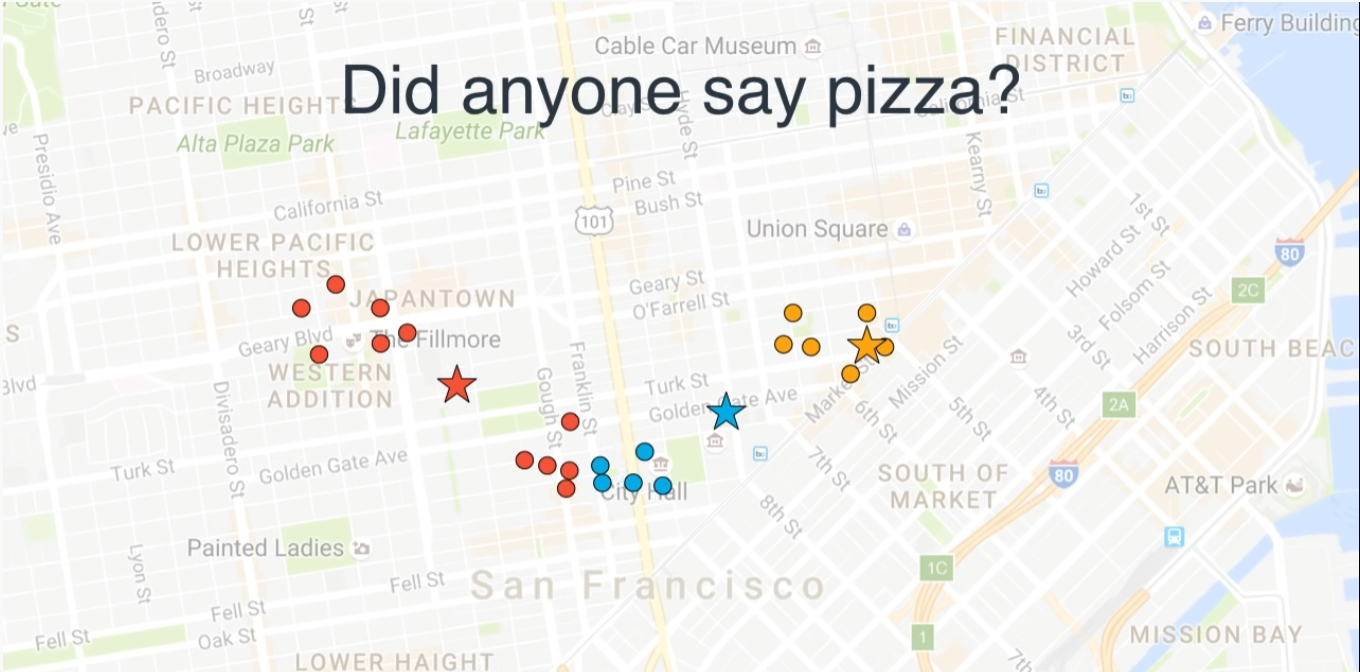 Ferry Building
FINANCIAL
DISTRICT
Cable Car Museum
Broadway
PACIFIC HEIGHTS
Did anyone say pizza?
California St
Hyde St
Alta Plaza Park
Lafayette Park
Presidio Ave
Kearny St
Pine St
Bush St
California St
101
Union Square
1st St
LOWER PACIFIC
HEIGHTS
Howard St
Folsom St
80
Geary St
O'Farrell St
JAPANTOWN
2C
Harrison St
3rd St
S
Geary Blvd
The Fillmore
SOUTH BEAC
Blvd
WESTERN
ADDITION
Divisadero St
Gough St
Franklin St
Turk St
Golden Gate Ave
Market St
Mission St
6th St
5th St
4th St
2A
Turk St
Golden Gate Ave
7th St
SOUTH OF
MARKET
80
AT&T Park
City Hall
8th St
Painted Ladies
Lyon St
Fell St
San Francisco
1C
Fell St
Oak St
Fell St
1
MISSION BAY
LOWER HAIGHT
7th